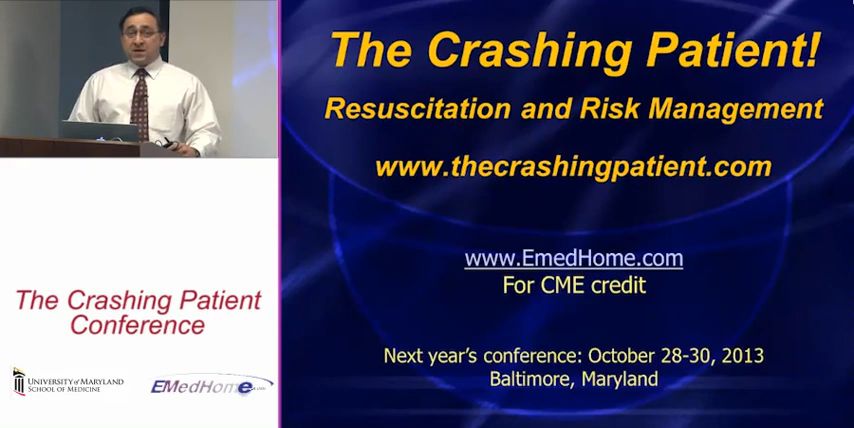 The Crashing Patient!
Resuscitation and Risk Management
www.thecrashingpatient.com
www.EmedHome.com
For CME credit
Next year's conference: October 28-30, 2013
Baltimore, Maryland
The Crashing Patient
Conference
UNIVERSITY OF MARYLAND
SCHOOL OF MEDICINE
EMedHome